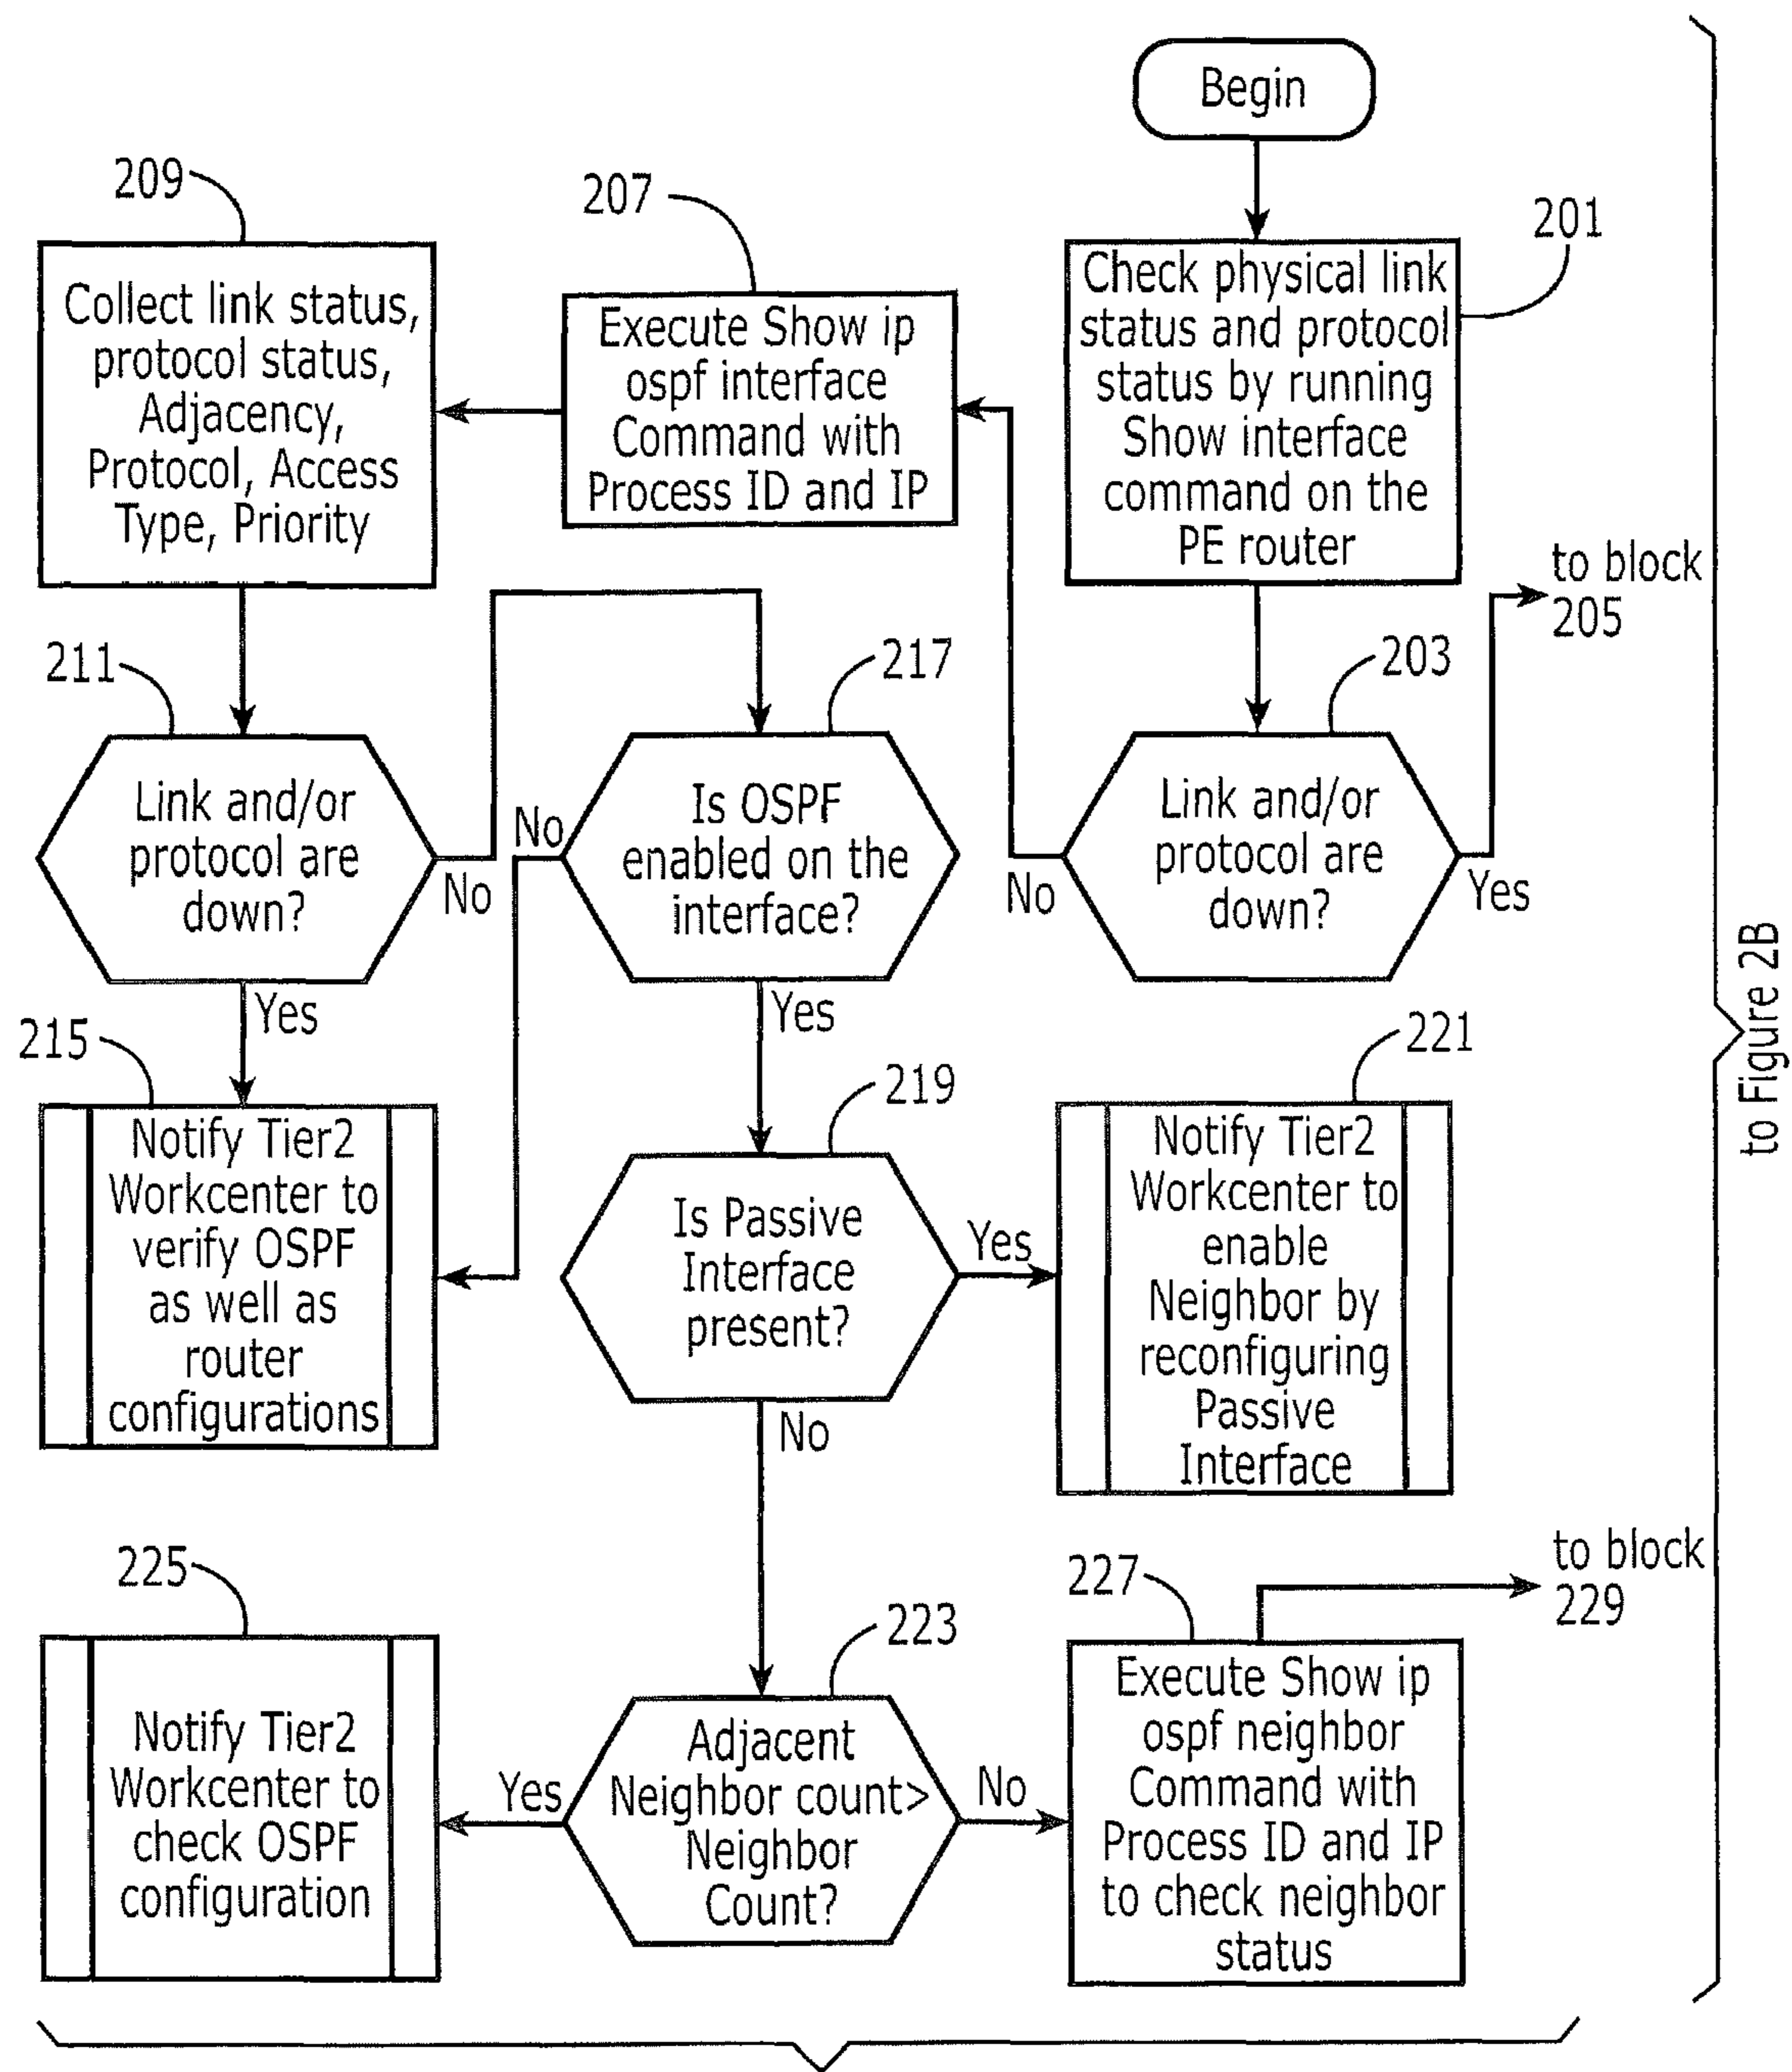 Begin
201
Check physical link
status and protocol
status by running
Show interface
command on the
PE router
203
Link and/or
protocol are
down?
Yes
to block
205
No
207
Execute Show ip
ospf interface
Command with
Process ID and IP
209
Collect link status,
protocol status,
Adjacency,
Protocol, Access
Type, Priority
211
Link and/or
protocol are
down?
Yes
No
215
Notify Tier2
Workcenter to
verify OSPF
as well as
router
configurations
217
Is OSPF
enabled on the
interface?
No
Yes
219
Is Passive
Interface
present?
Yes
No
221
Notify Tier2
Workcenter to
enable
Neighbor by
reconfiguring
Passive
Interface
223
Adjacent
Neighbor count>
Neighbor
Count?
Yes
No
225
Notify Tier2
Workcenter to
check OSPF
configuration
227
Execute Show ip
ospf neighbor
Command with
Process ID and IP
to check neighbor
status
to block
229
to Figure 2B